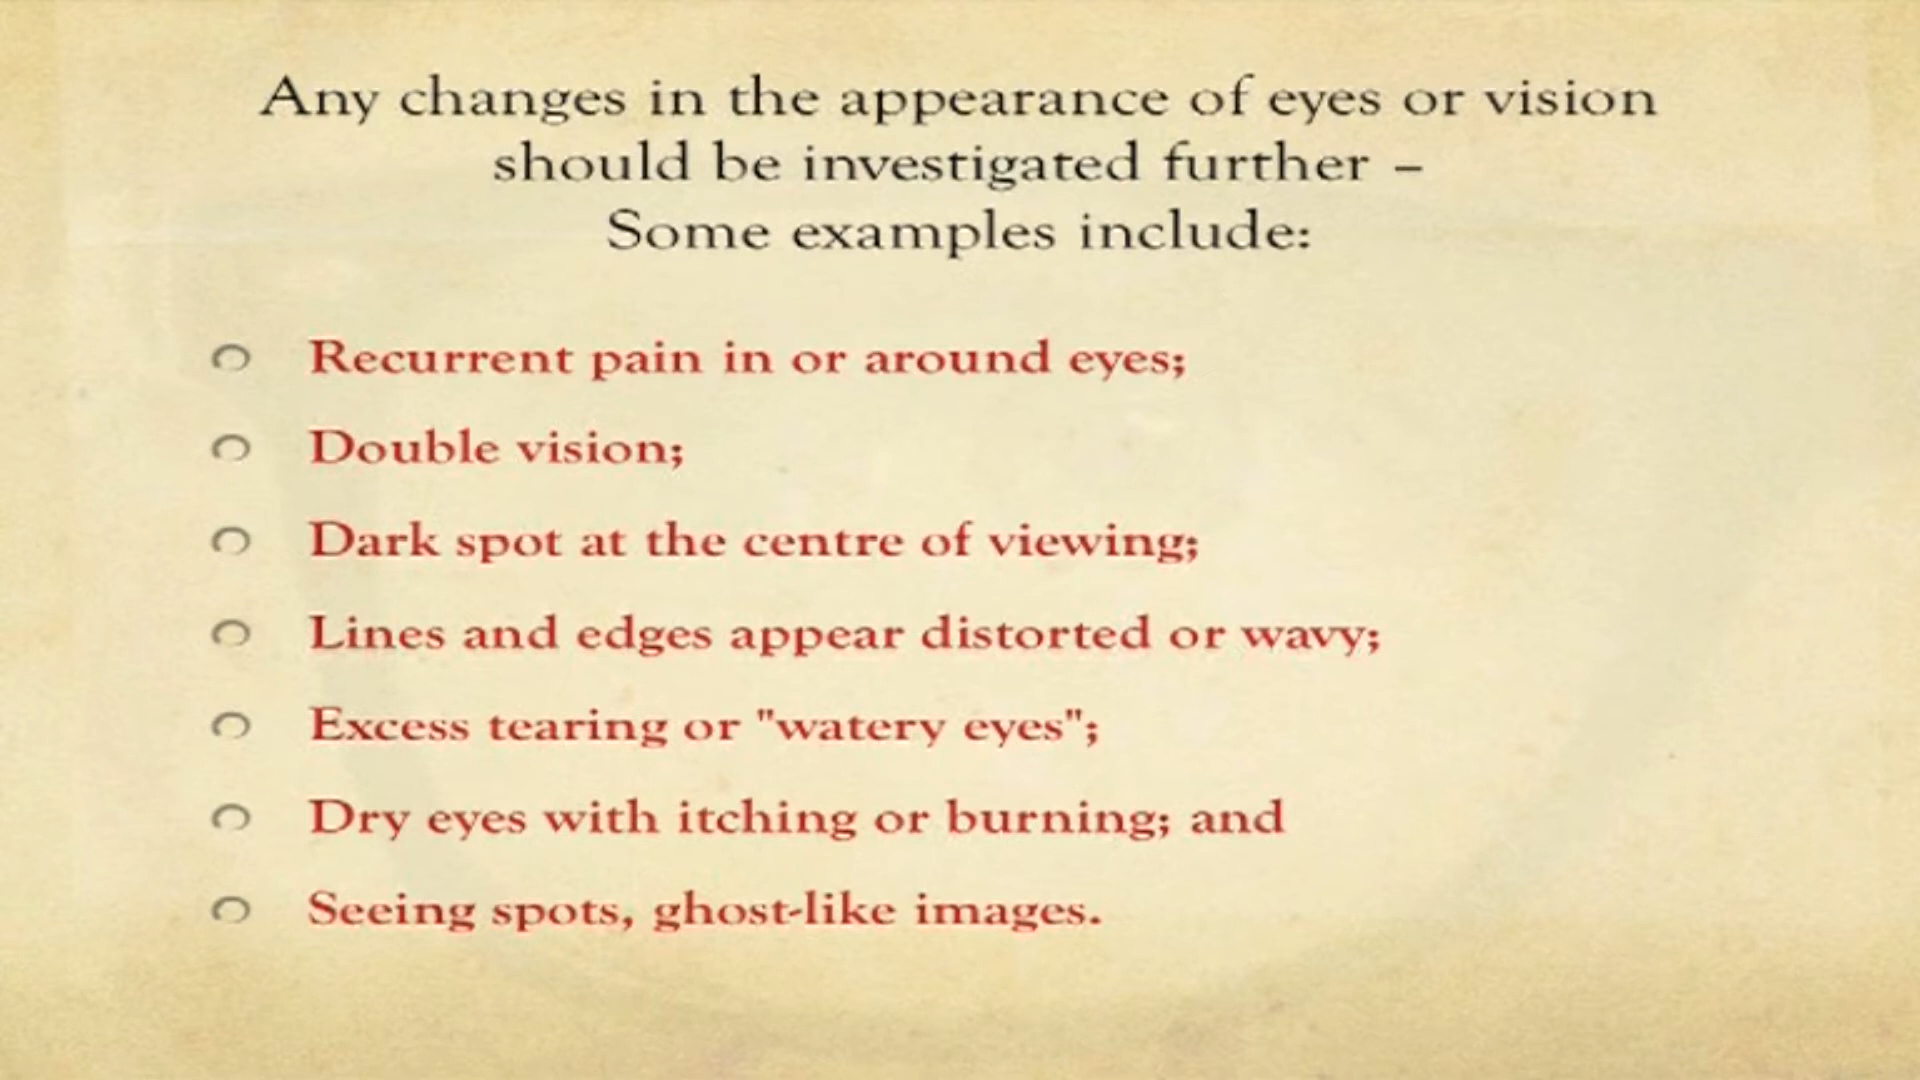 Any changes in the appearance of eyes or vision
should be investigated further –
Some examples include:
Recurrent pain in or around eyes;
Double vision;
Dark spot at the centre of viewing;
Lines and edges appear distorted or wavy;
Excess tearing or "watery eyes";
Dry eyes with itching or burning; and
Seeing spots, ghost-like images.